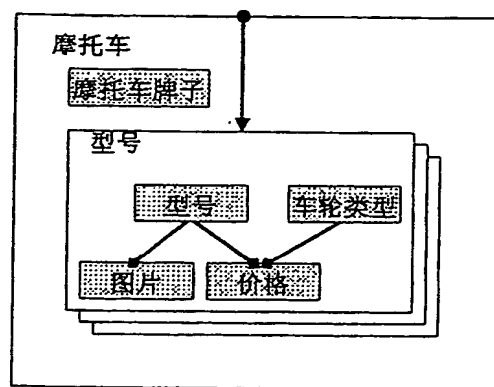 摩托车
摩托车牌子
型号
型号 车轮类型
图片 价格